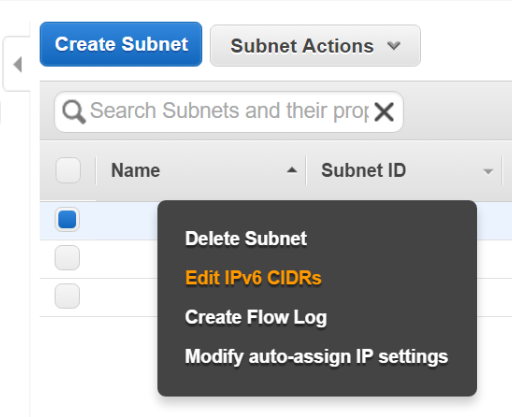 Create Subnet
Subnet Actions
Search Subnets and their prop
Name
Subnet ID
Delete Subnet
Edit IPv6 CIDRs
Create Flow Log
Modify auto-assign IP settings